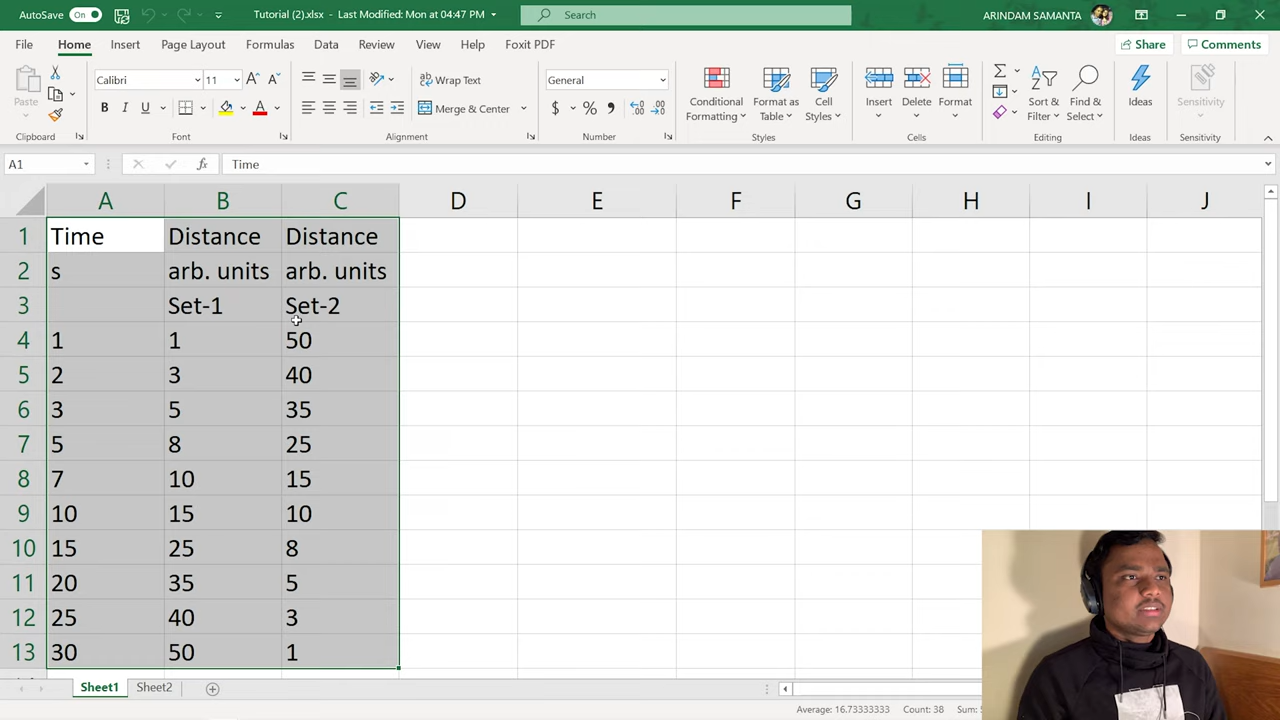 AutoSave On Tutorial (2).xlsx - Last Modified: Mon at 04:47 PM Search ARINDAM SAMANTA
File Home Insert Page Layout Formulas Data Review View Help Foxit PDF Share Comments
Paste Calibri 11 B I U A Wrap Text Merge & Center General $ % Conditional Formatting Format as Table Cell Styles Insert Delete Format Sort & Filter Find & Select Ideas Sensitivity
Clipboard Font Alignment Number Styles Cells Editing Ideas Sensitivity
A1 fx Time
A B C D E F G H I J
1 Time Distance Distance
2 s arb. units arb. units
3 Set-1 Set-2
4 1 1 50
5 2 3 40
6 3 5 35
7 5 8 25
8 7 10 15
9 10 15 10
10 15 25 8
11 20 35 5
12 25 40 3
13 30 50 1
Sheet1 Sheet2
Average: 16.73333333 Count: 38 Sum: